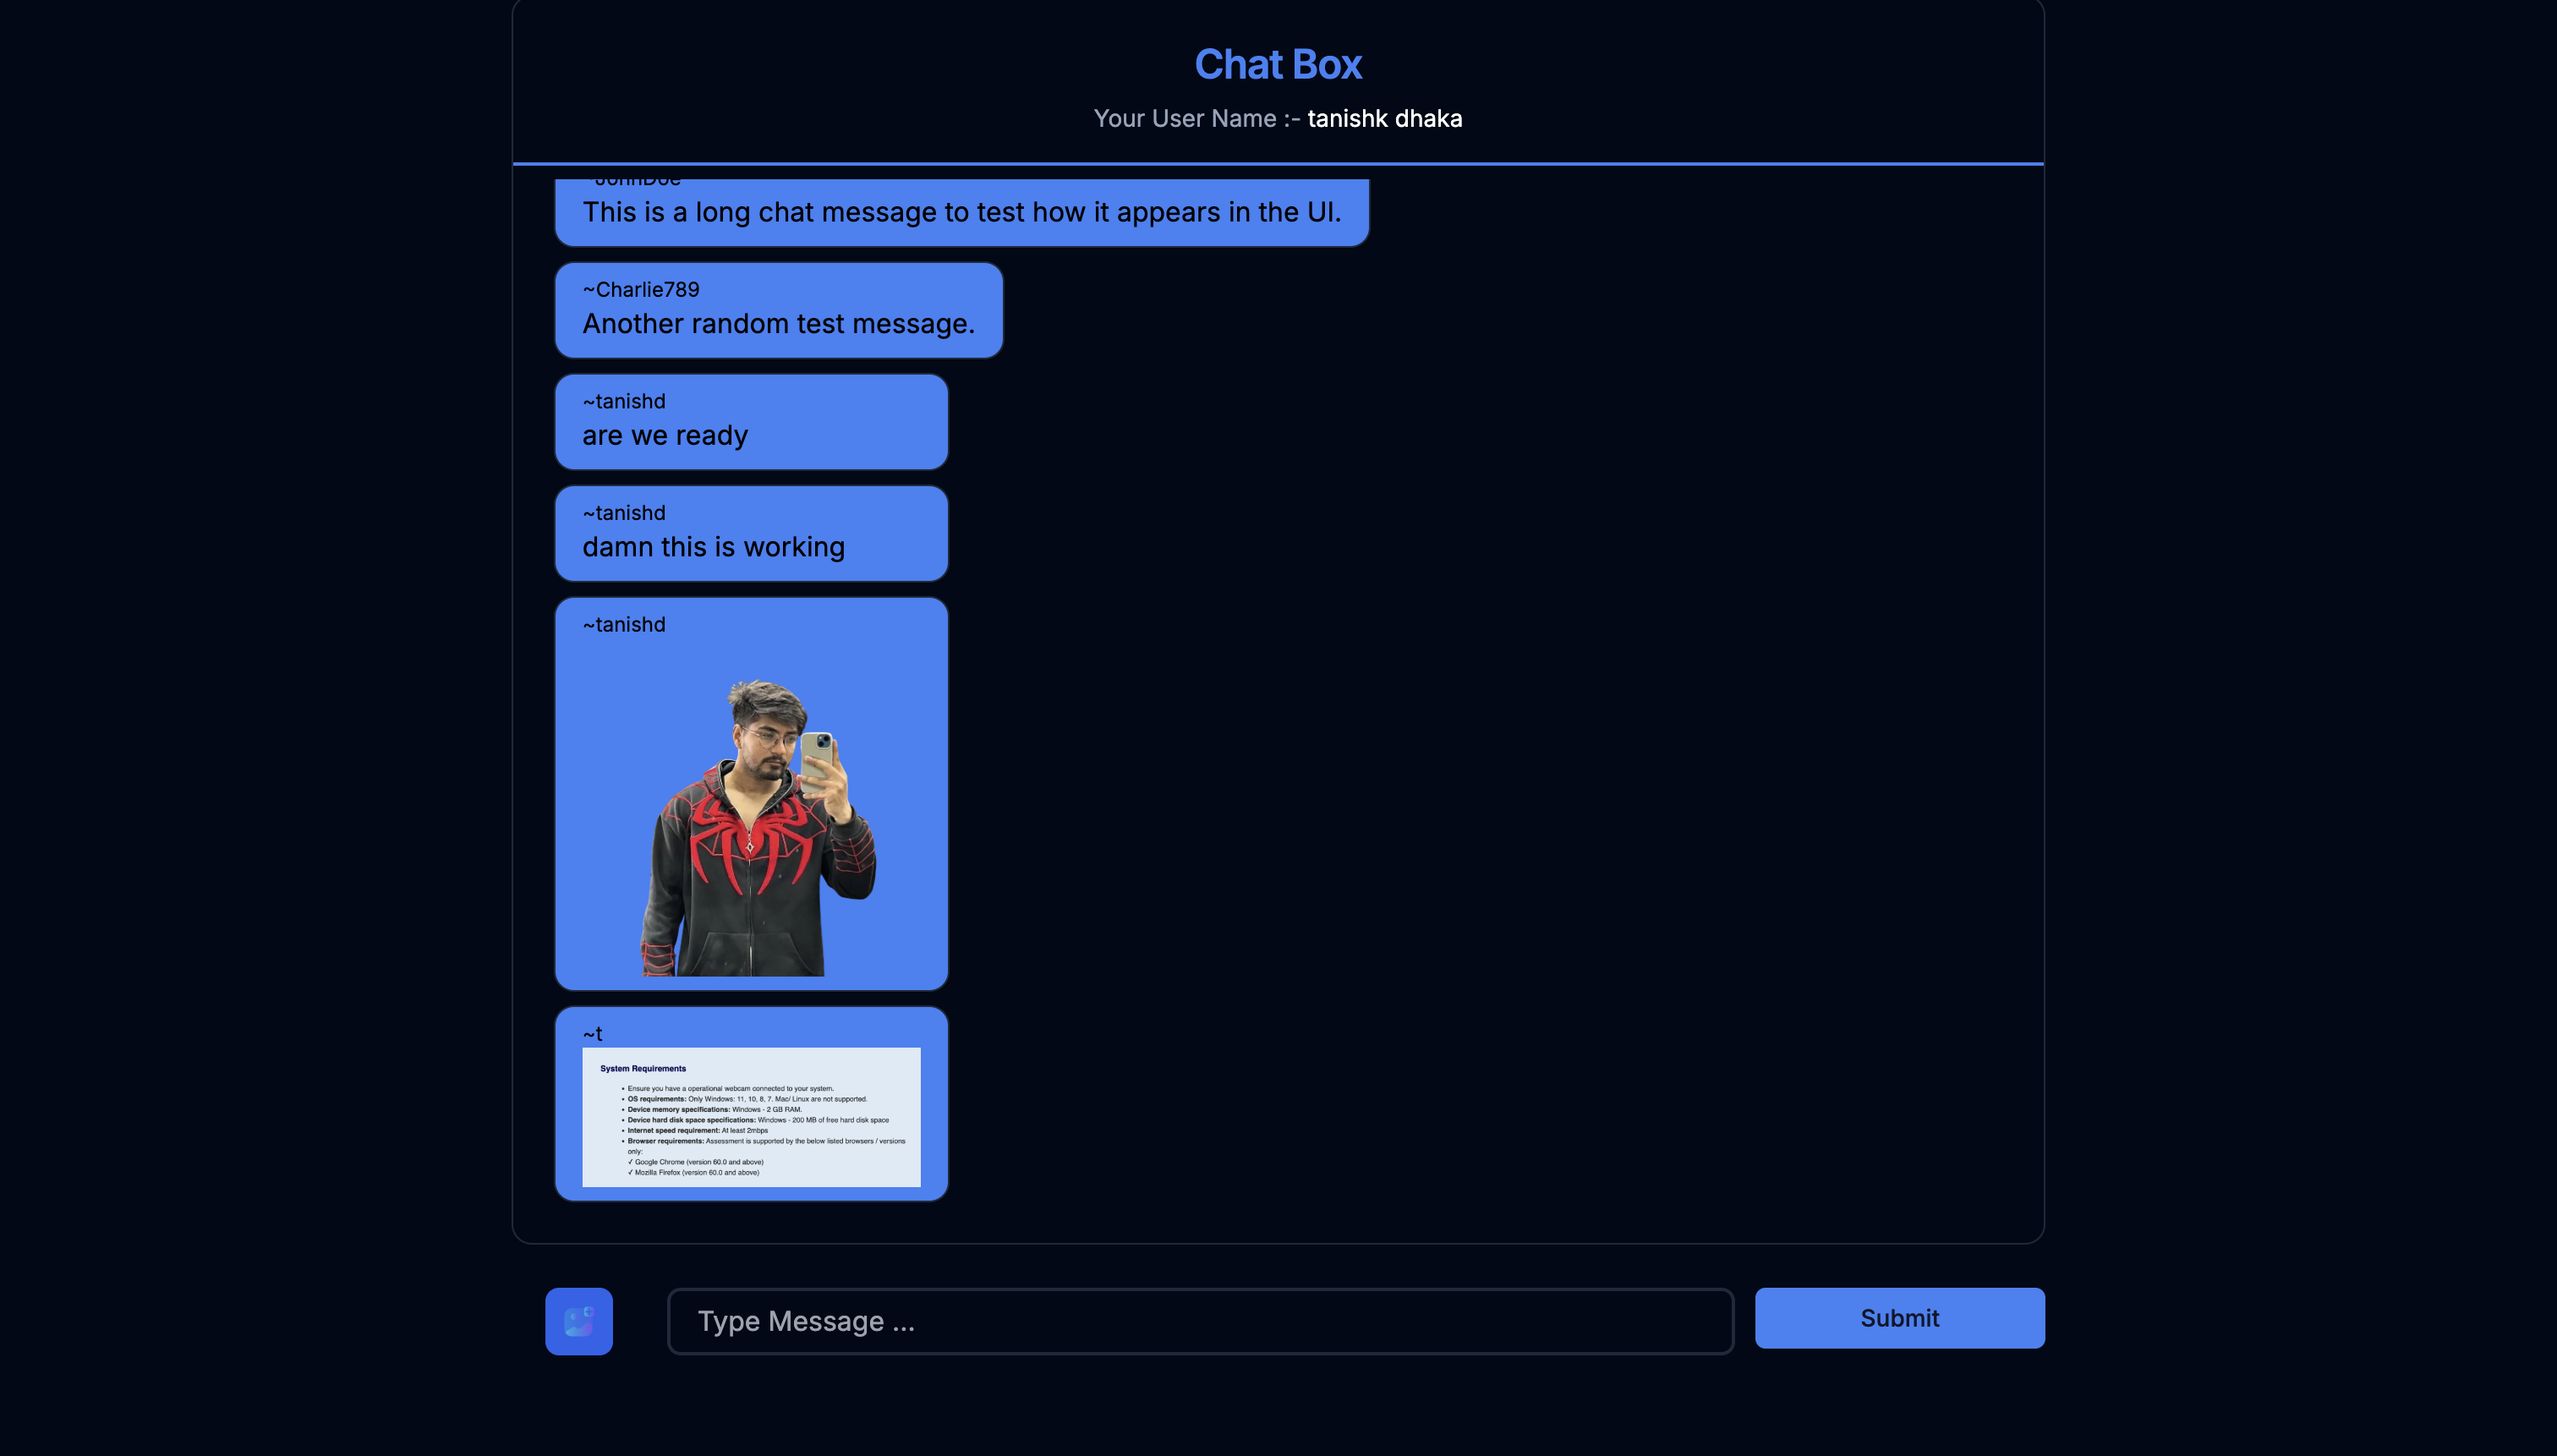 Chat Box
Your User Name :- tanishk dhaka
~JohnDoe
This is a long chat message to test how it appears in the UI.
~Charlie789
Another random test message.
~tanishd
are we ready
~tanishd
damn this is working
~tanishd
~t
System Requirements
• Ensure you have a operational webcam connected to your system.
• OS requirements: Only Windows: 11, 10, 8, 7. Mac/ Linux are not supported.
• Device memory specifications: Windows - 2 GB RAM.
• Device hard disk space specifications: Windows - 200 MB of free hard disk space
• Internet speed requirement: At least 2mbps
• Browser requirements: Assessment is supported by the below listed browsers / versions
only:
✓ Google Chrome (version 60.0 and above)
✓ Mozilla Firefox (version 60.0 and above)
Type Message ...
Submit